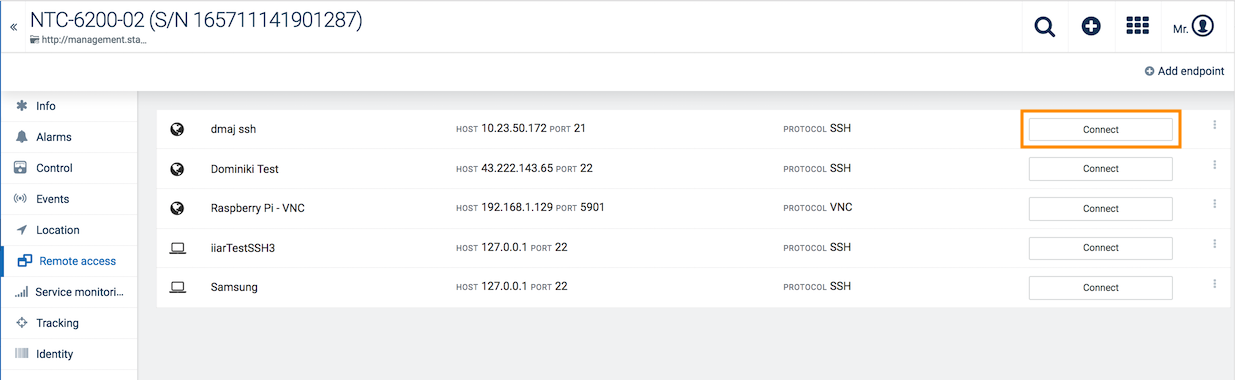 NTC-6200-02 (S/N 165711141901287)
http://management.sta...
Mr.
Add endpoint
Info
Alarms
Control
Events
Location
Remote access
Service monitori...
Tracking
Identity
dmaj ssh HOST 10.23.50.172 PORT 21 PROTOCOL SSH Connect
Dominiki Test HOST 43.222.143.65 PORT 22 PROTOCOL SSH Connect
Raspberry Pi - VNC HOST 192.168.1.129 PORT 5901 PROTOCOL VNC Connect
iiarTestSSH3 HOST 127.0.0.1 PORT 22 PROTOCOL SSH Connect
Samsung HOST 127.0.0.1 PORT 22 PROTOCOL SSH Connect